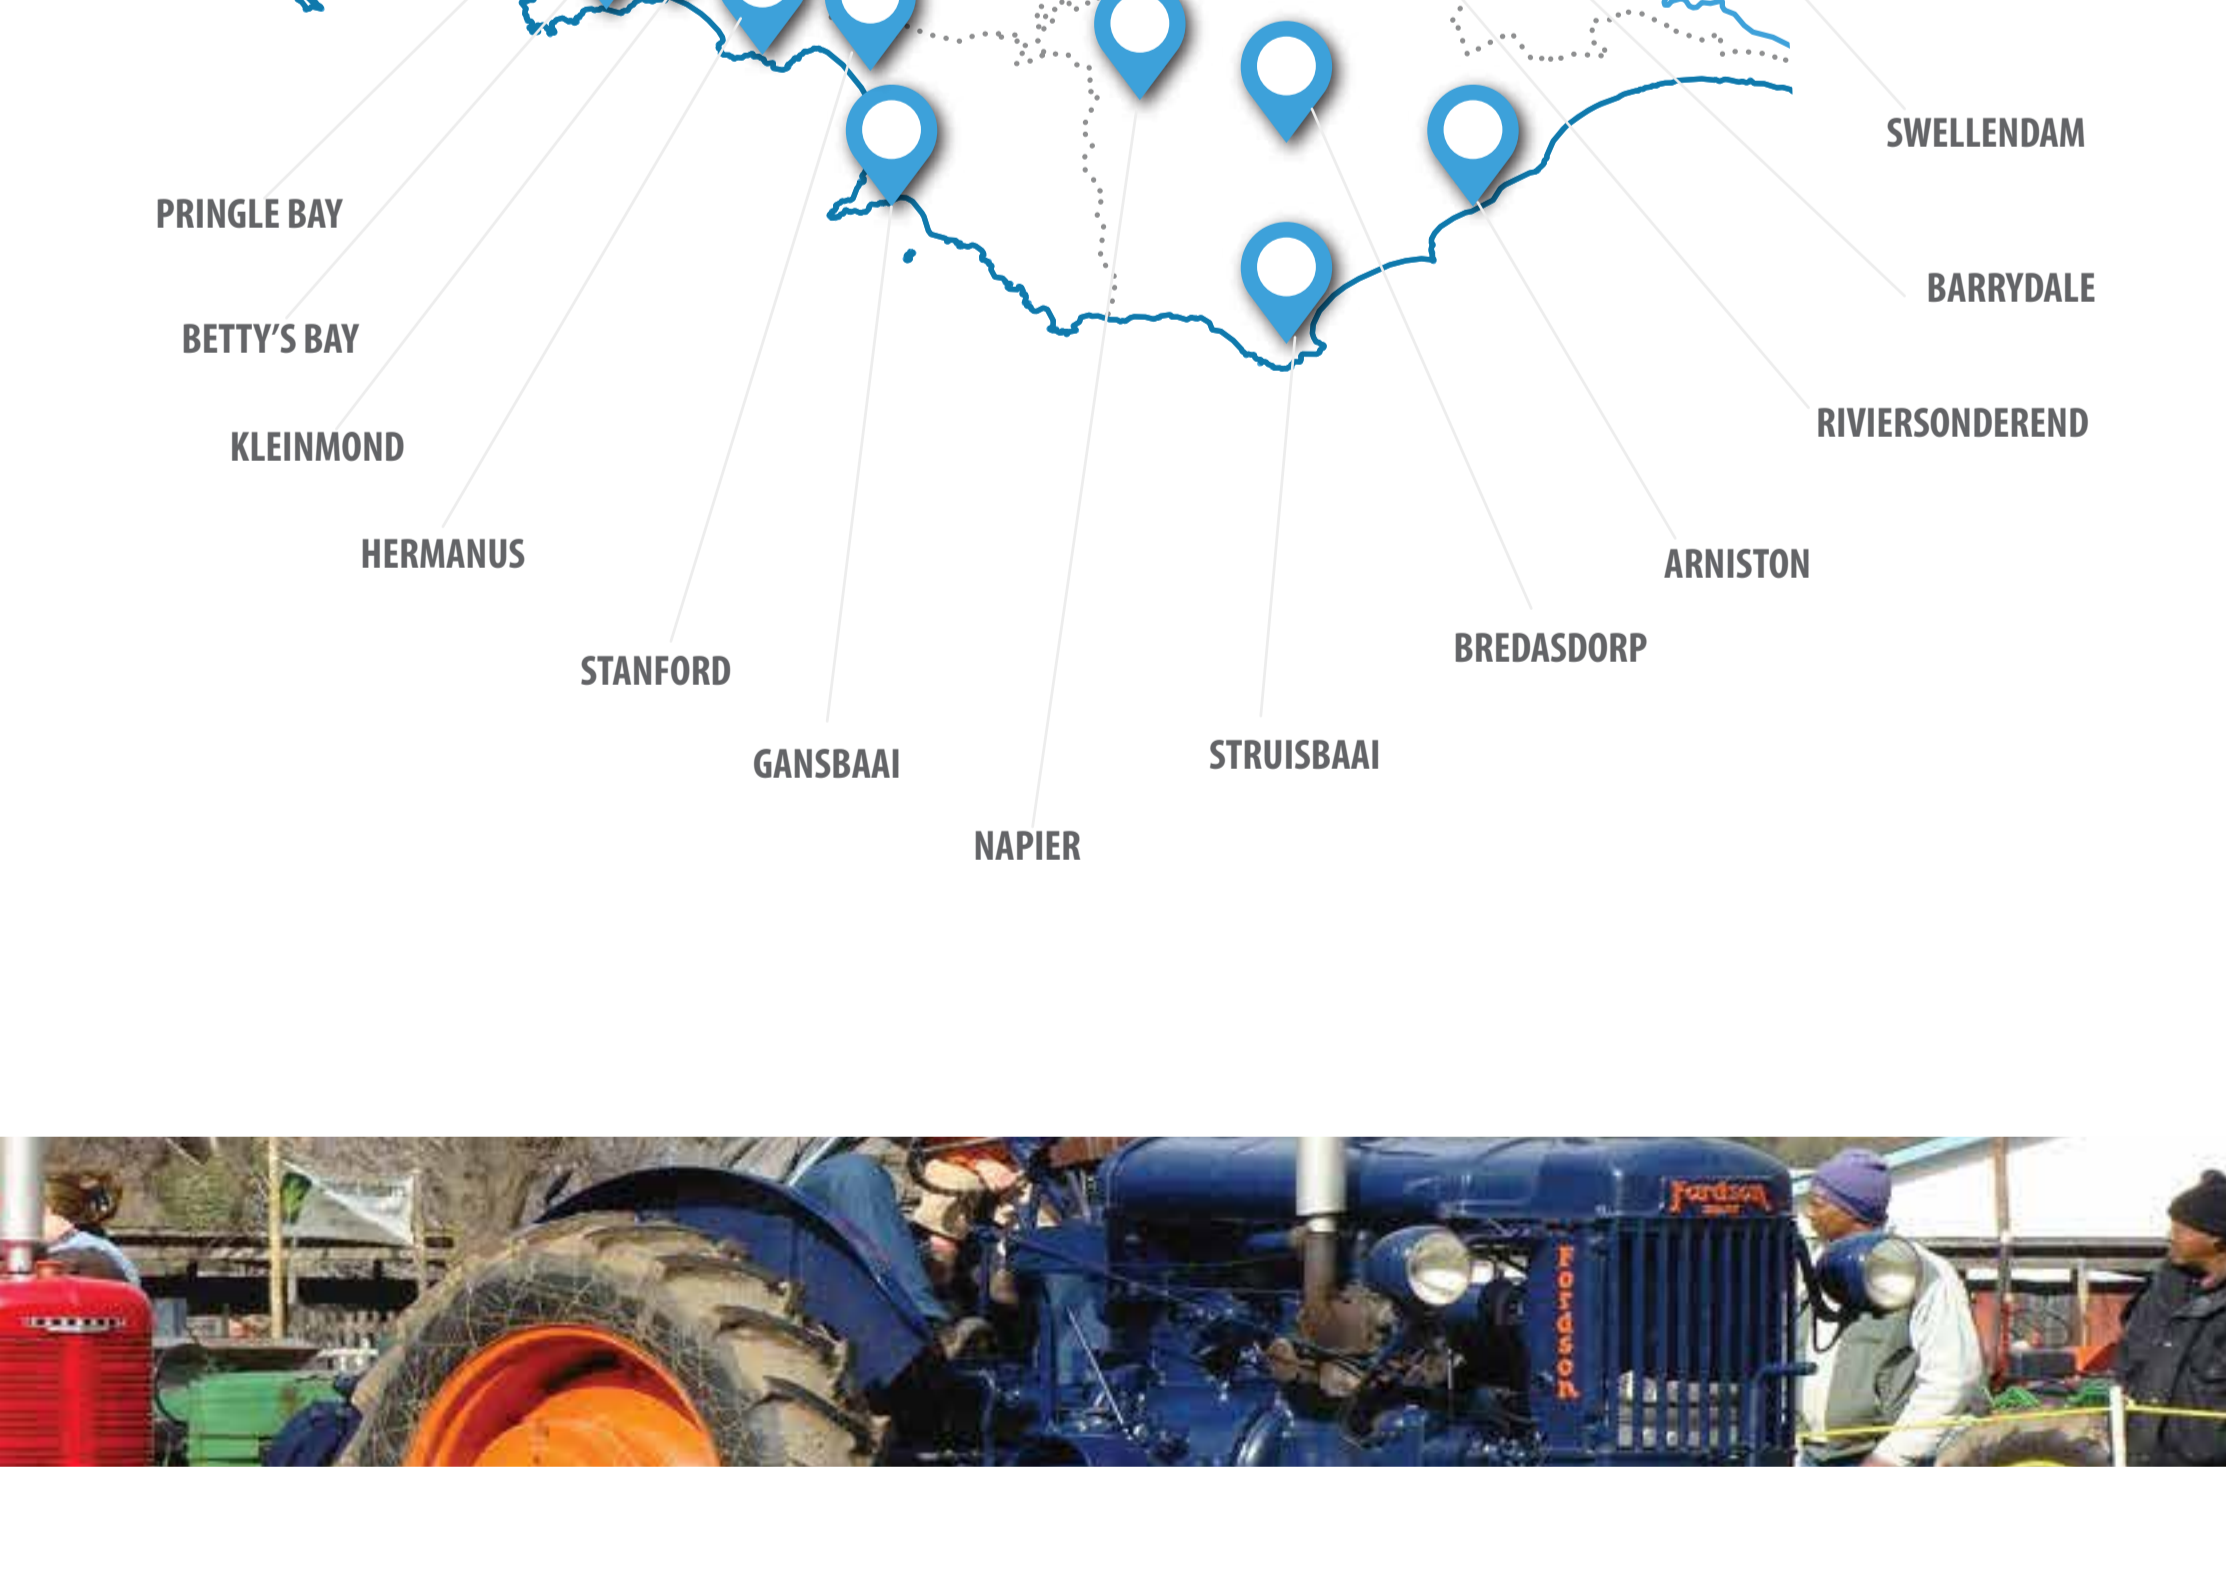 SWELLENDAM
PRINGLE BAY
BARRYDALE
BETTY'S BAY
RIVIERSONDEREND
KLEINMOND
HERMANUS
ARNISTON
BREDASDORP
STANFORD
STRUISBAAI
GANSBAAI
NAPIER
Fordson
Fordson